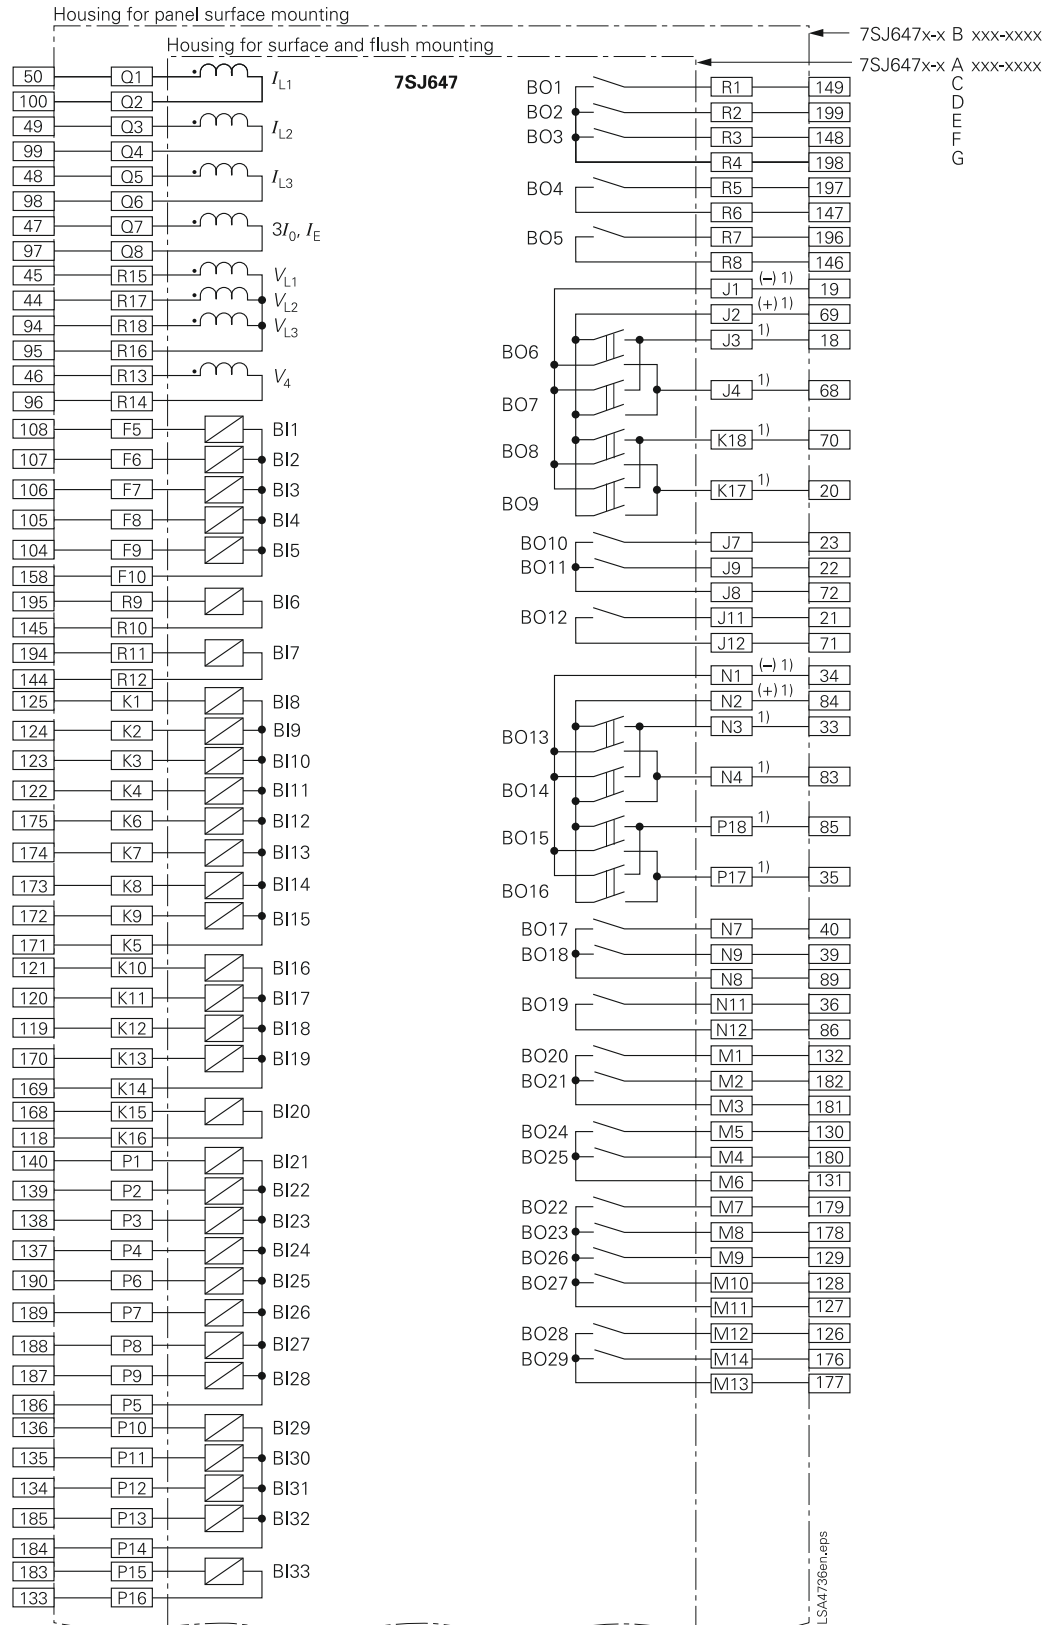 Housing for panel surface mounting
7SJ647x-x B xxx-xxxx
Housing for surface and flush mounting
7SJ647x-x A xxx-xxxx
C
D
E
F
G
7SJ647
50 Q1 I L1
100 Q2
49 Q3 I L2
99 Q4
48 Q5 I L3
98 Q6
47 Q7 3I0, IE
97 Q8
45 R15 VL1
44 R17 VL2
94 R18 VL3
95 R16
46 R13 V4
96 R14
108 F5 BI1
107 F6 BI2
106 F7 BI3
105 F8 BI4
104 F9 BI5
158 F10
195 R9 BI6
145 R10
194 R11 BI7
144 R12
125 K1 BI8
124 K2 BI9
123 K3 BI10
122 K4 BI11
175 K6 BI12
174 K7 BI13
173 K8 BI14
172 K9 BI15
171 K5
121 K10 BI16
120 K11 BI17
119 K12 BI18
170 K13 BI19
169 K14
168 K15 BI20
118 K16
140 P1 BI21
139 P2 BI22
138 P3 BI23
137 P4 BI24
190 P6 BI25
189 P7 BI26
188 P8 BI27
187 P9 BI28
186 P5
136 P10 BI29
135 P11 BI30
134 P12 BI31
185 P13 BI32
184 P14
183 P15 BI33
133 P16
BO1 R1 149
BO2 R2 199
BO3 R3 148
R4 198
BO4 R5 197
R6 147
BO5 R7 196
R8 146
J1 (–) 1) 19
J2 (+) 1) 69
J3 1) 18
BO6
J4 1) 68
BO7
K18 1) 70
BO8
K17 1) 20
BO9
BO10 J7 23
BO11 J9 22
J8 72
BO12 J11 21
J12 71
N1 (–) 1) 34
N2 (+) 1) 84
N3 1) 33
BO13
N4 1) 83
BO14
P18 1) 85
BO15
P17 1) 35
BO16
BO17 N7 40
BO18 N9 39
N8 89
BO19 N11 36
N12 86
BO20 M1 132
BO21 M2 182
M3 181
BO24 M5 130
BO25 M4 180
M6 131
BO22 M7 179
BO23 M8 178
BO26 M9 129
BO27 M10 128
M11 127
BO28 M12 126
BO29 M14 176
M13 177
LSA4736en.eps